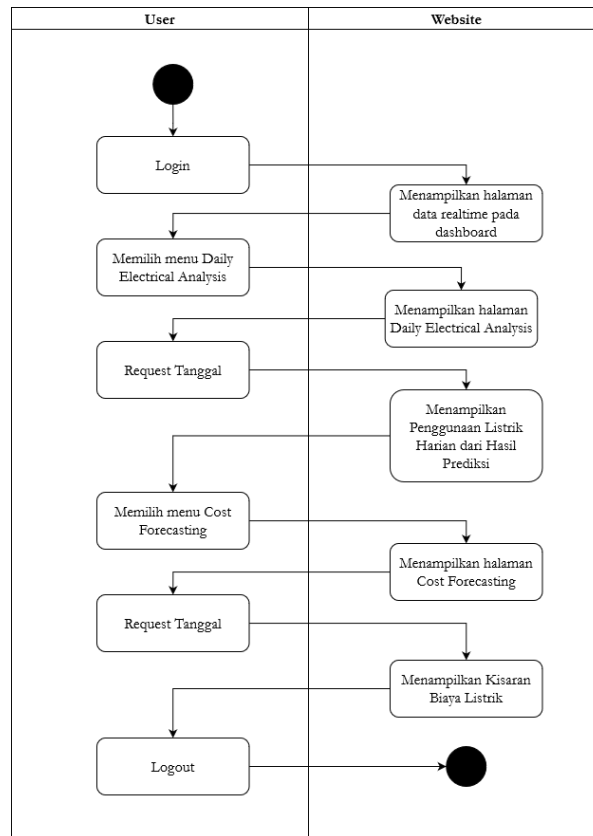 User
Website
Login
Menampilkan halaman
data realtime pada
dashboard
Memilih menu Daily
Electrical Analysis
Menampilkan halaman
Daily Electrical Analysis
Request Tanggal
Menampilkan
Penggunaan Listrik
Harian dari Hasil
Prediksi
Memilih menu Cost
Forecasting
Menampilkan halaman
Cost Forecasting
Request Tanggal
Menampilkan Kisaran
Biaya Listrik
Logout